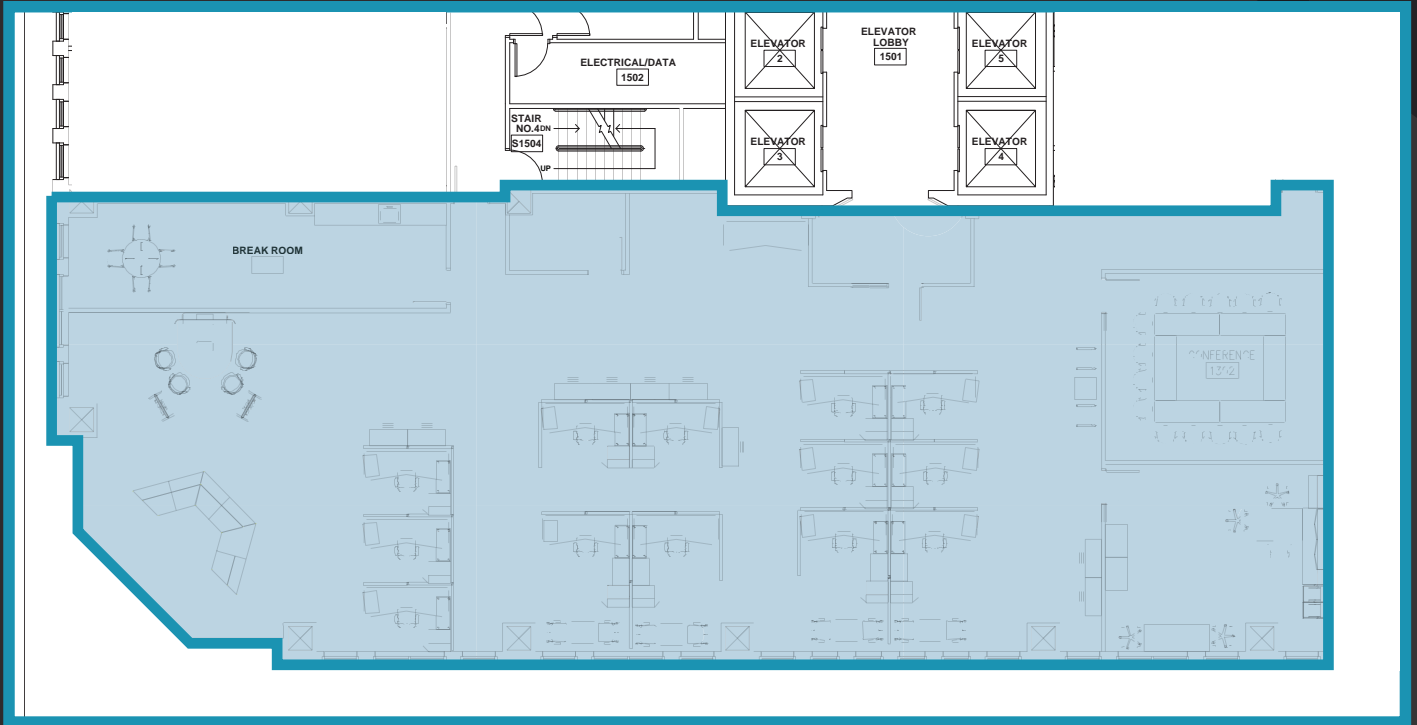 ELEVATOR
2
ELEVATOR
LOBBY
1501
ELEVATOR
5
ELECTRICAL/DATA
1502
STAIR
NO.4
DN
S1504
UP
ELEVATOR
3
ELEVATOR
4
BREAK ROOM
CONFERENCE